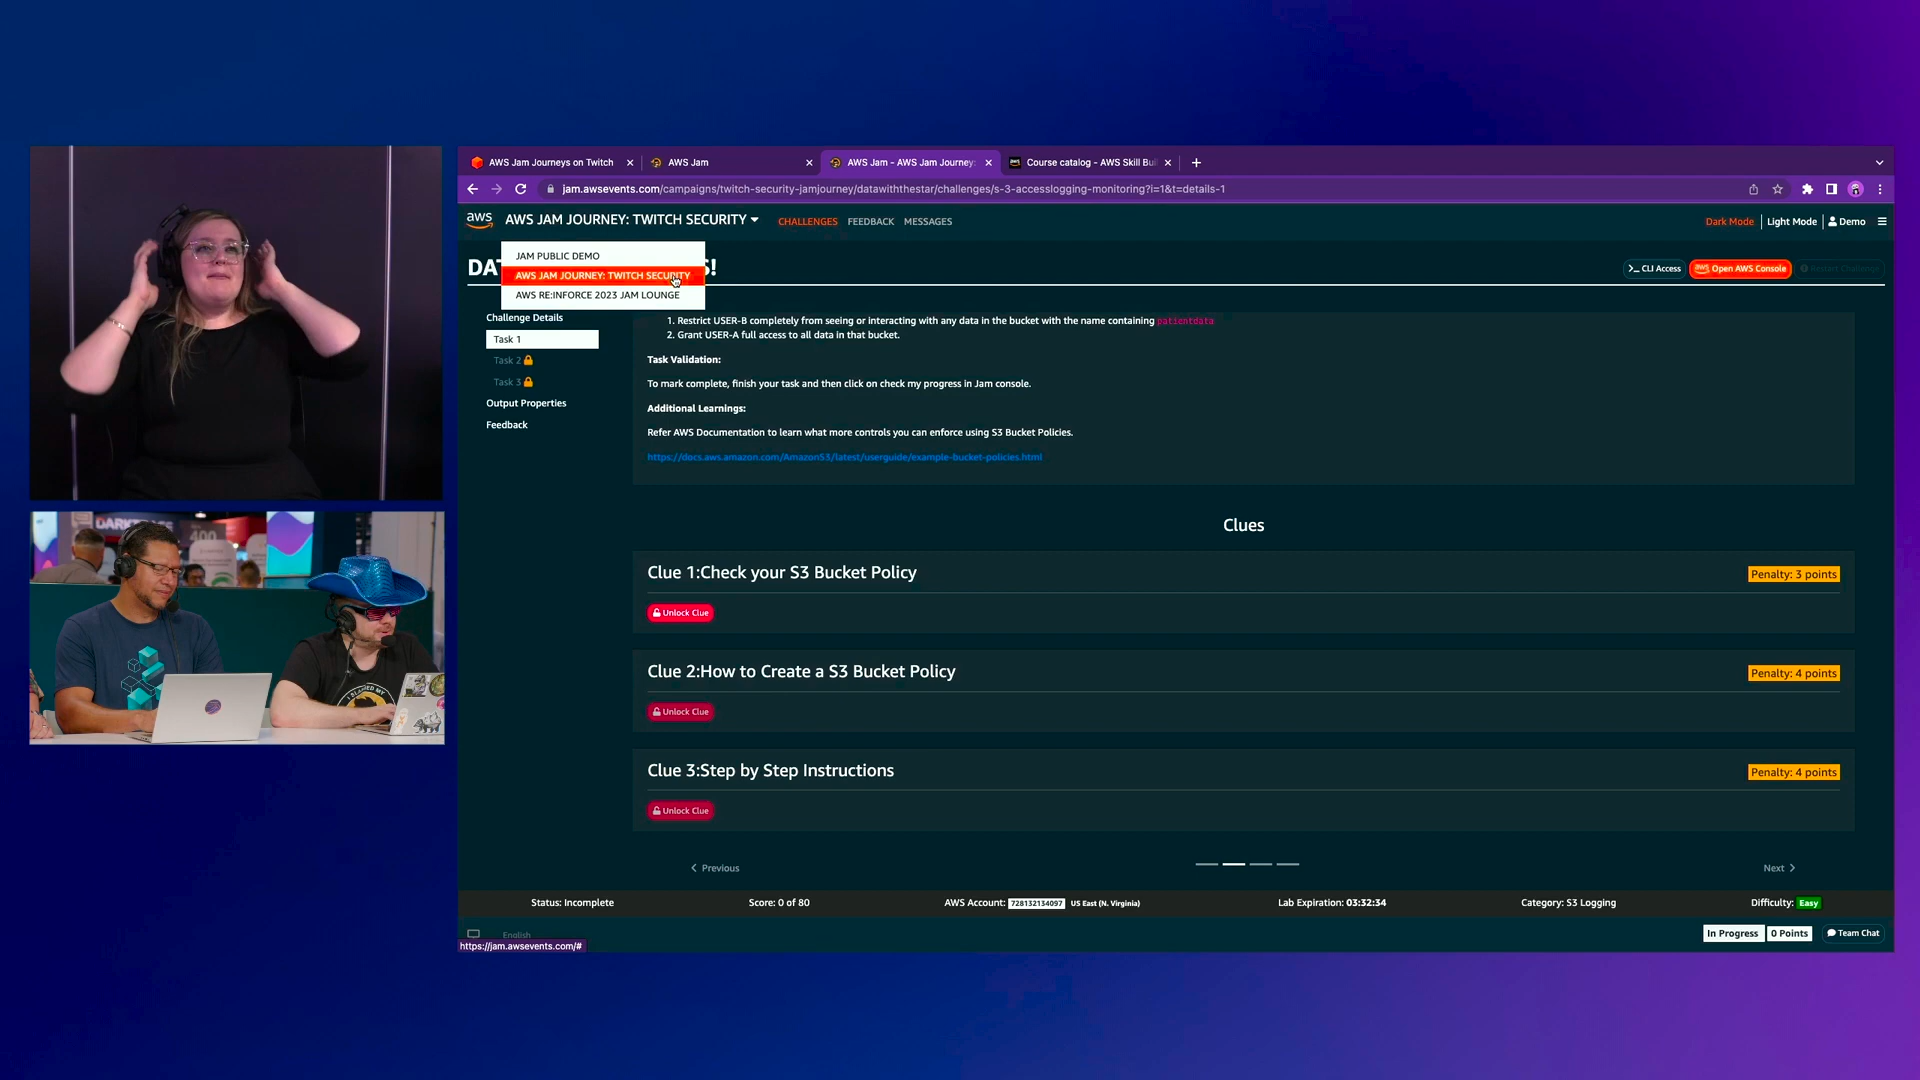 DARKTRACE
400
I SLAYED MY
AWS Jam Journeys on Twitch
AWS Jam
AWS Jam - AWS Jam Journey:
Course catalog - AWS Skill Bui
jam.awsevents.com/campaigns/twitch-security-jamjourney/datawiththestar/challenges/s-3-accesslogging-monitoring?i=1&t=details-1
aws
AWS JAM JOURNEY: TWITCH SECURITY
CHALLENGES
FEEDBACK
MESSAGES
Dark Mode
Light Mode
Demo
JAM PUBLIC DEMO
AWS JAM JOURNEY: TWITCH SECURITY
AWS RE:INFORCE 2023 JAM LOUNGE
CLI Access
Open AWS Console
Restart Challenge
Challenge Details
Task 1
Task 2
Task 3
Output Properties
Feedback
1. Restrict USER-B completely from seeing or interacting with any data in the bucket with the name containing patientdata
2. Grant USER-A full access to all data in that bucket.
Task Validation:
To mark complete, finish your task and then click on check my progress in Jam console.
Additional Learnings:
Refer AWS Documentation to learn what more controls you can enforce using S3 Bucket Policies.
https://docs.aws.amazon.com/AmazonS3/latest/userguide/example-bucket-policies.html
Clues
Clue 1:Check your S3 Bucket Policy
Penalty: 3 points
Unlock Clue
Clue 2:How to Create a S3 Bucket Policy
Penalty: 4 points
Unlock Clue
Clue 3:Step by Step Instructions
Penalty: 4 points
Unlock Clue
Previous
Next
Status: Incomplete
Score: 0 of 80
AWS Account: 728132134097 US East (N. Virginia)
Lab Expiration: 03:32:34
Category: S3 Logging
Difficulty: Easy
English
In Progress
0 Points
Team Chat
https://jam.awsevents.com/#